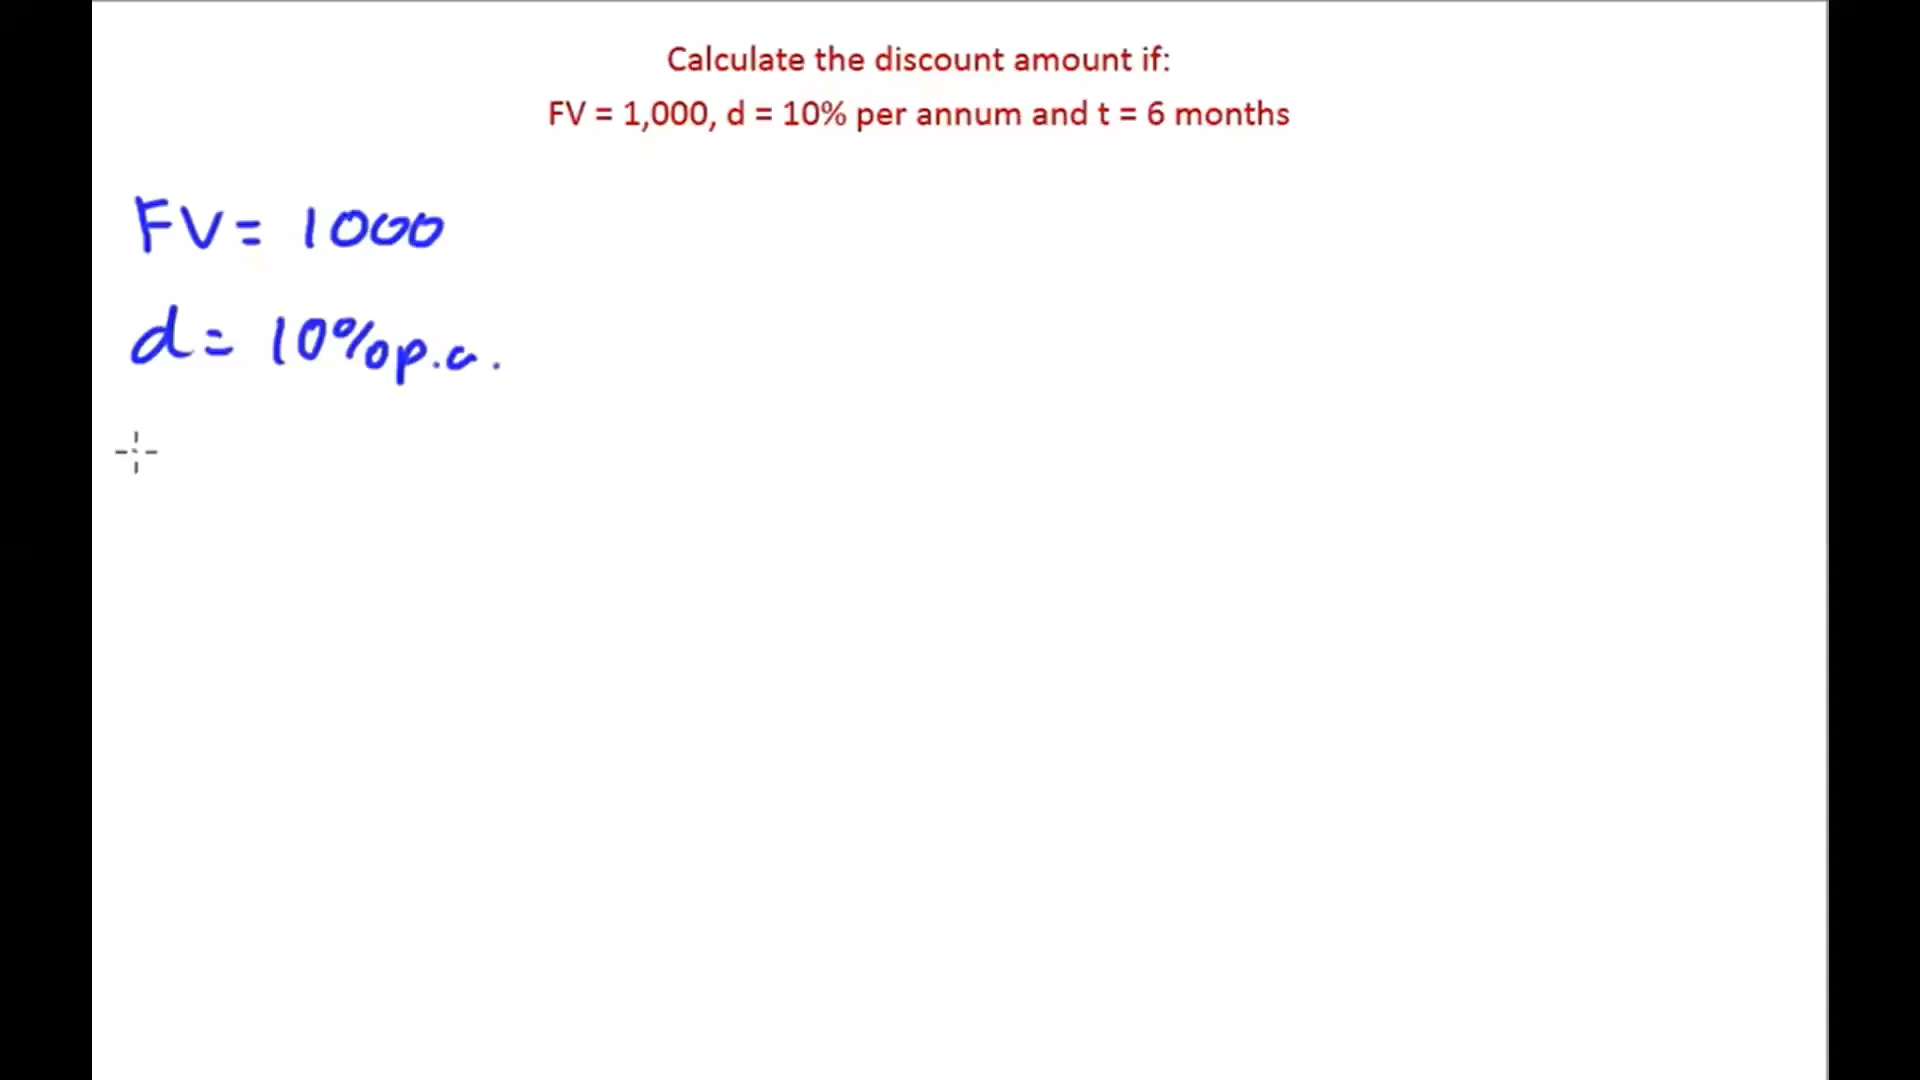 Calculate the discount amount if:
FV = 1,000, d = 10% per annum and t = 6 months
FV = 1000
d = 10% p.a.